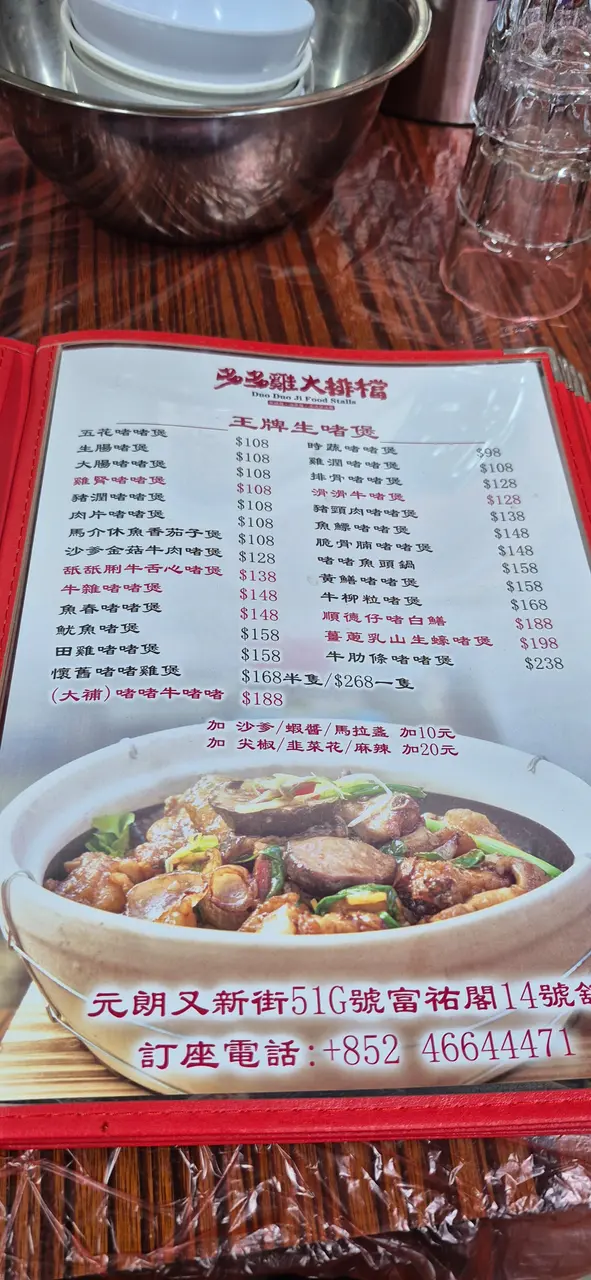 多多雞大排檔
Duo Duo Ji Food Stalls
王牌生啫煲
五花啫啫煲 $108
生腸啫煲 $108
大腸啫啫煲 $108
雞腎啫啫煲 $108
豬潤啫啫煲 $108
肉片啫啫煲 $108
馬介休魚香茄子煲 $108
沙爹金菇牛肉啫煲 $128
舐舐脷牛舌心啫煲 $138
牛雜啫啫煲 $148
魚春啫啫煲 $148
魷魚啫煲 $158
田雞啫啫煲 $158
懷舊啫啫雞煲 $168半隻/$268一隻
(大補)啫啫牛啫啫 $188
時蔬啫啫煲 $98
雞潤啫啫煲 $108
排骨啫啫煲 $128
滑滑牛啫煲 $128
豬頸肉啫啫煲 $138
魚鰾啫啫煲 $148
脆骨腩啫啫煲 $148
啫啫魚頭鍋 $158
黃鱔啫啫煲 $158
牛柳粒啫煲 $168
順德仔啫白鱔 $188
薑蔥乳山生蠔啫煲 $198
牛肋條啫啫煲 $238
加 沙爹/蝦醬/馬拉盞 加10元
加 尖椒/韭菜花/麻辣 加20元
元朗又新街51G號富祐閣14號舖
訂座電話:+852 46644471